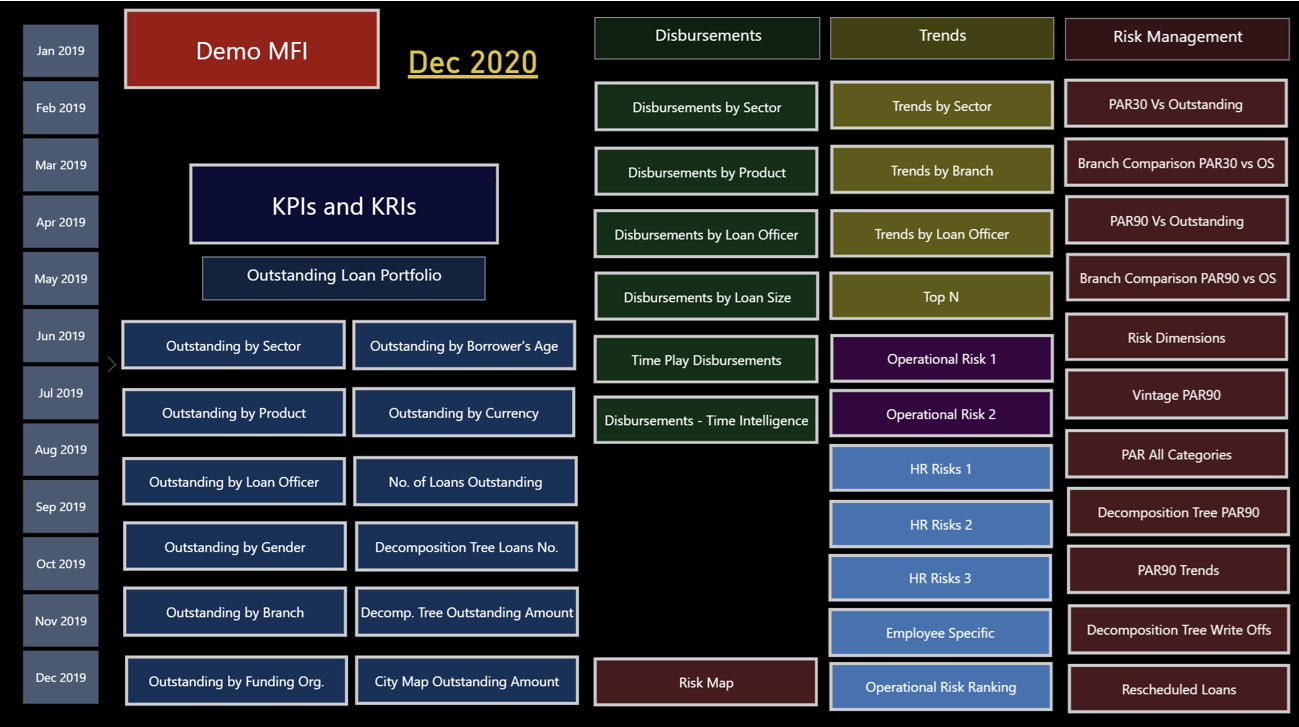 Jan 2019
Feb 2019
Mar 2019
Apr 2019
May 2019
Jun 2019
Jul 2019
Aug 2019
Sep 2019
Oct 2019
Nov 2019
Dec 2019
Demo MFI
Dec 2020
KPIs and KRIs
Outstanding Loan Portfolio
Outstanding by Sector
Outstanding by Product
Outstanding by Loan Officer
Outstanding by Gender
Outstanding by Branch
Outstanding by Funding Org.
Outstanding by Borrower's Age
Outstanding by Currency
No. of Loans Outstanding
Decomposition Tree Loans No.
Decomp. Tree Outstanding Amount
City Map Outstanding Amount
Disbursements
Disbursements by Sector
Disbursements by Product
Disbursements by Loan Officer
Disbursements by Loan Size
Time Play Disbursements
Disbursements - Time Intelligence
Risk Map
Trends
Trends by Sector
Trends by Branch
Trends by Loan Officer
Top N
Operational Risk 1
Operational Risk 2
HR Risks 1
HR Risks 2
HR Risks 3
Employee Specific
Operational Risk Ranking
Risk Management
PAR30 Vs Outstanding
Branch Comparison PAR30 vs OS
PAR90 Vs Outstanding
Branch Comparison PAR90 vs OS
Risk Dimensions
Vintage PAR90
PAR All Categories
Decomposition Tree PAR90
PAR90 Trends
Decomposition Tree Write Offs
Rescheduled Loans